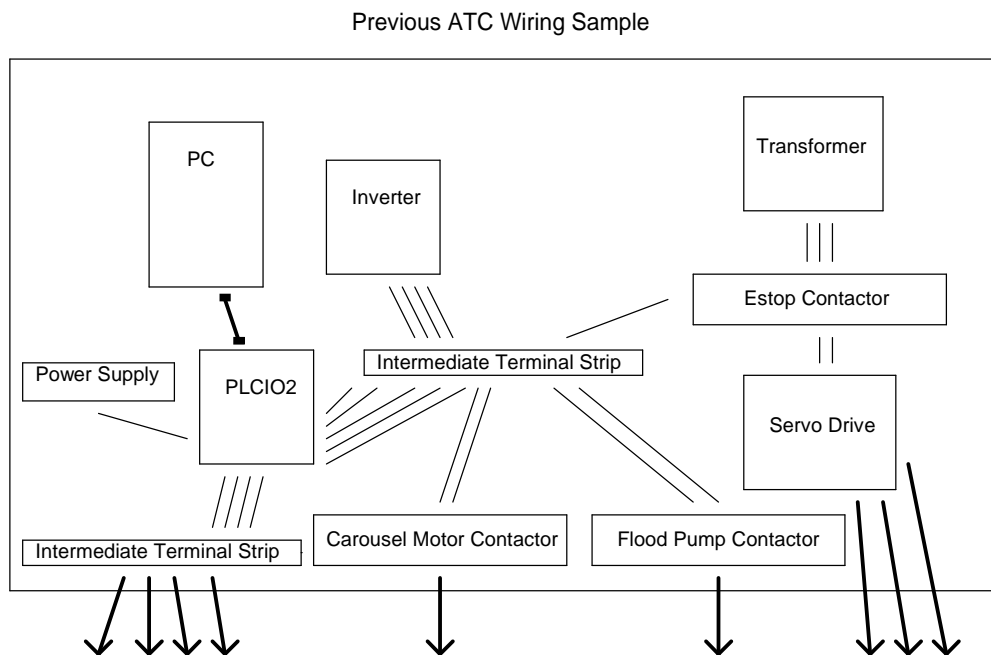 Previous ATC Wiring Sample
PC
Inverter
Transformer
Estop Contactor
Intermediate Terminal Strip
Power Supply
PLCIO2
Servo Drive
Carousel Motor Contactor
Flood Pump Contactor
Intermediate Terminal Strip